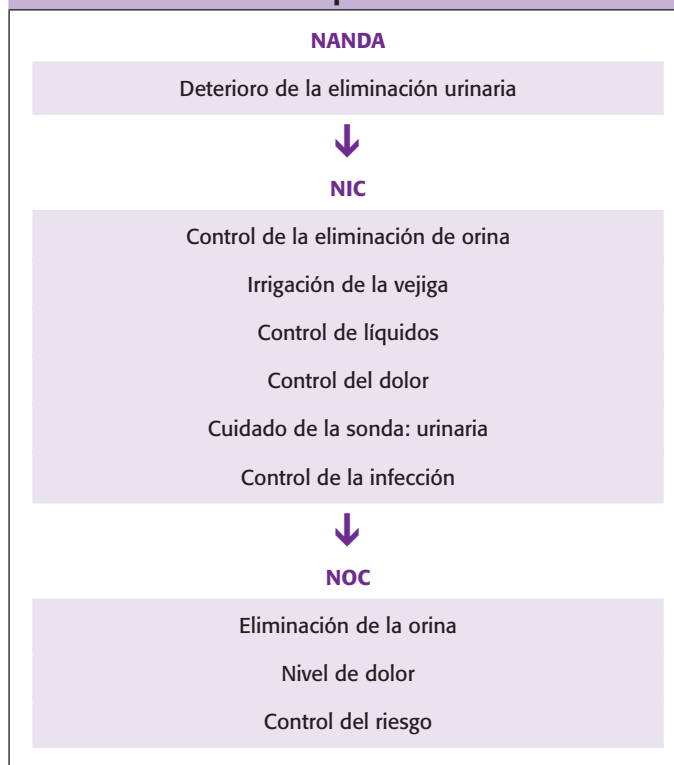 NANDA
Deterioro de la eliminación urinaria
NIC
Control de la eliminación de orina
Irrigación de la vejiga
Control de líquidos
Control del dolor
Cuidado de la sonda: urinaria
Control de la infección
NOC
Eliminación de la orina
Nivel de dolor
Control del riesgo